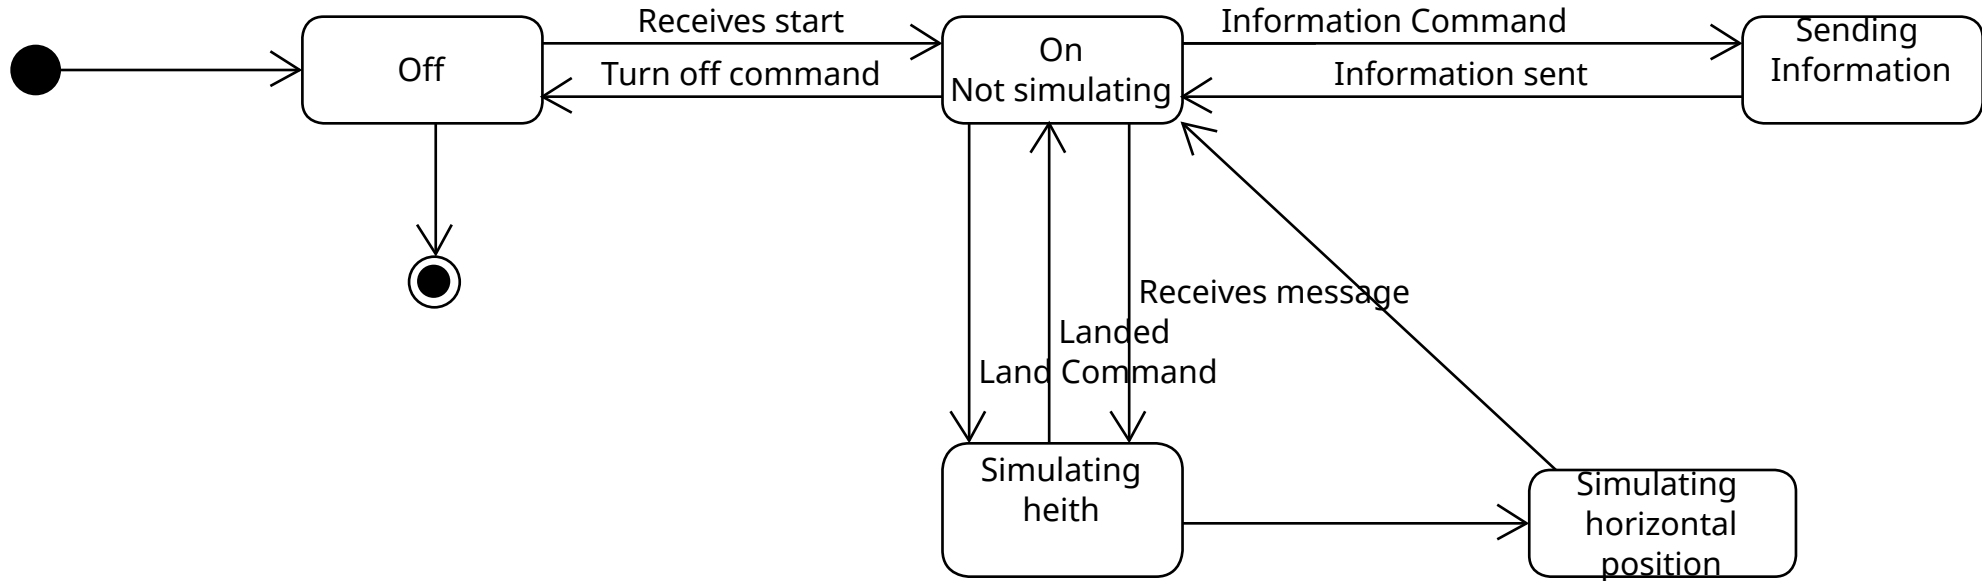 Receives start
Off
Turn off command
On
Not simulating
Information Command
Information sent
Sending
Information
Receives message
Landed
Land Command
Simulating
heith
Simulating
horizontal
position